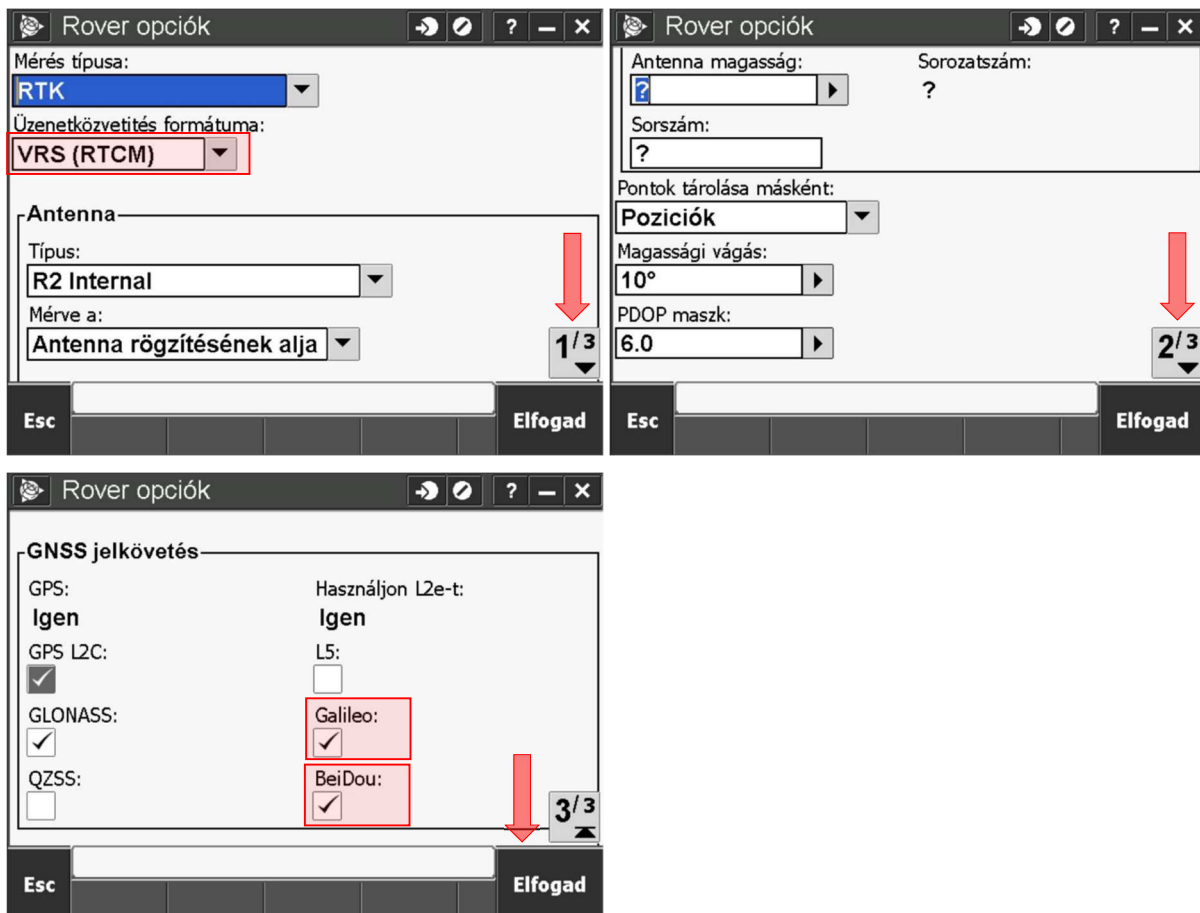 Rover opciók
?
Mérés típusa:
RTK
Üzenetközvetítés formátuma:
VRS (RTCM)
Antenna
Típus:
R2 Internal
Mérve a:
Antenna rögzítésének alja
1/3
Esc
Elfogad
Rover opciók
?
Antenna magasság: Sorozatszám:
? ?
Sorszám:
?
Pontok tárolása másként:
Poziciók
Magassági vágás:
10°
PDOP maszk:
6.0
2/3
Esc
Elfogad
Rover opciók
?
GNSS jelkövetés
GPS: Használjon L2e-t:
Igen Igen
GPS L2C: L5:
GLONASS: Galileo:
QZSS: BeiDou:
3/3
Esc
Elfogad